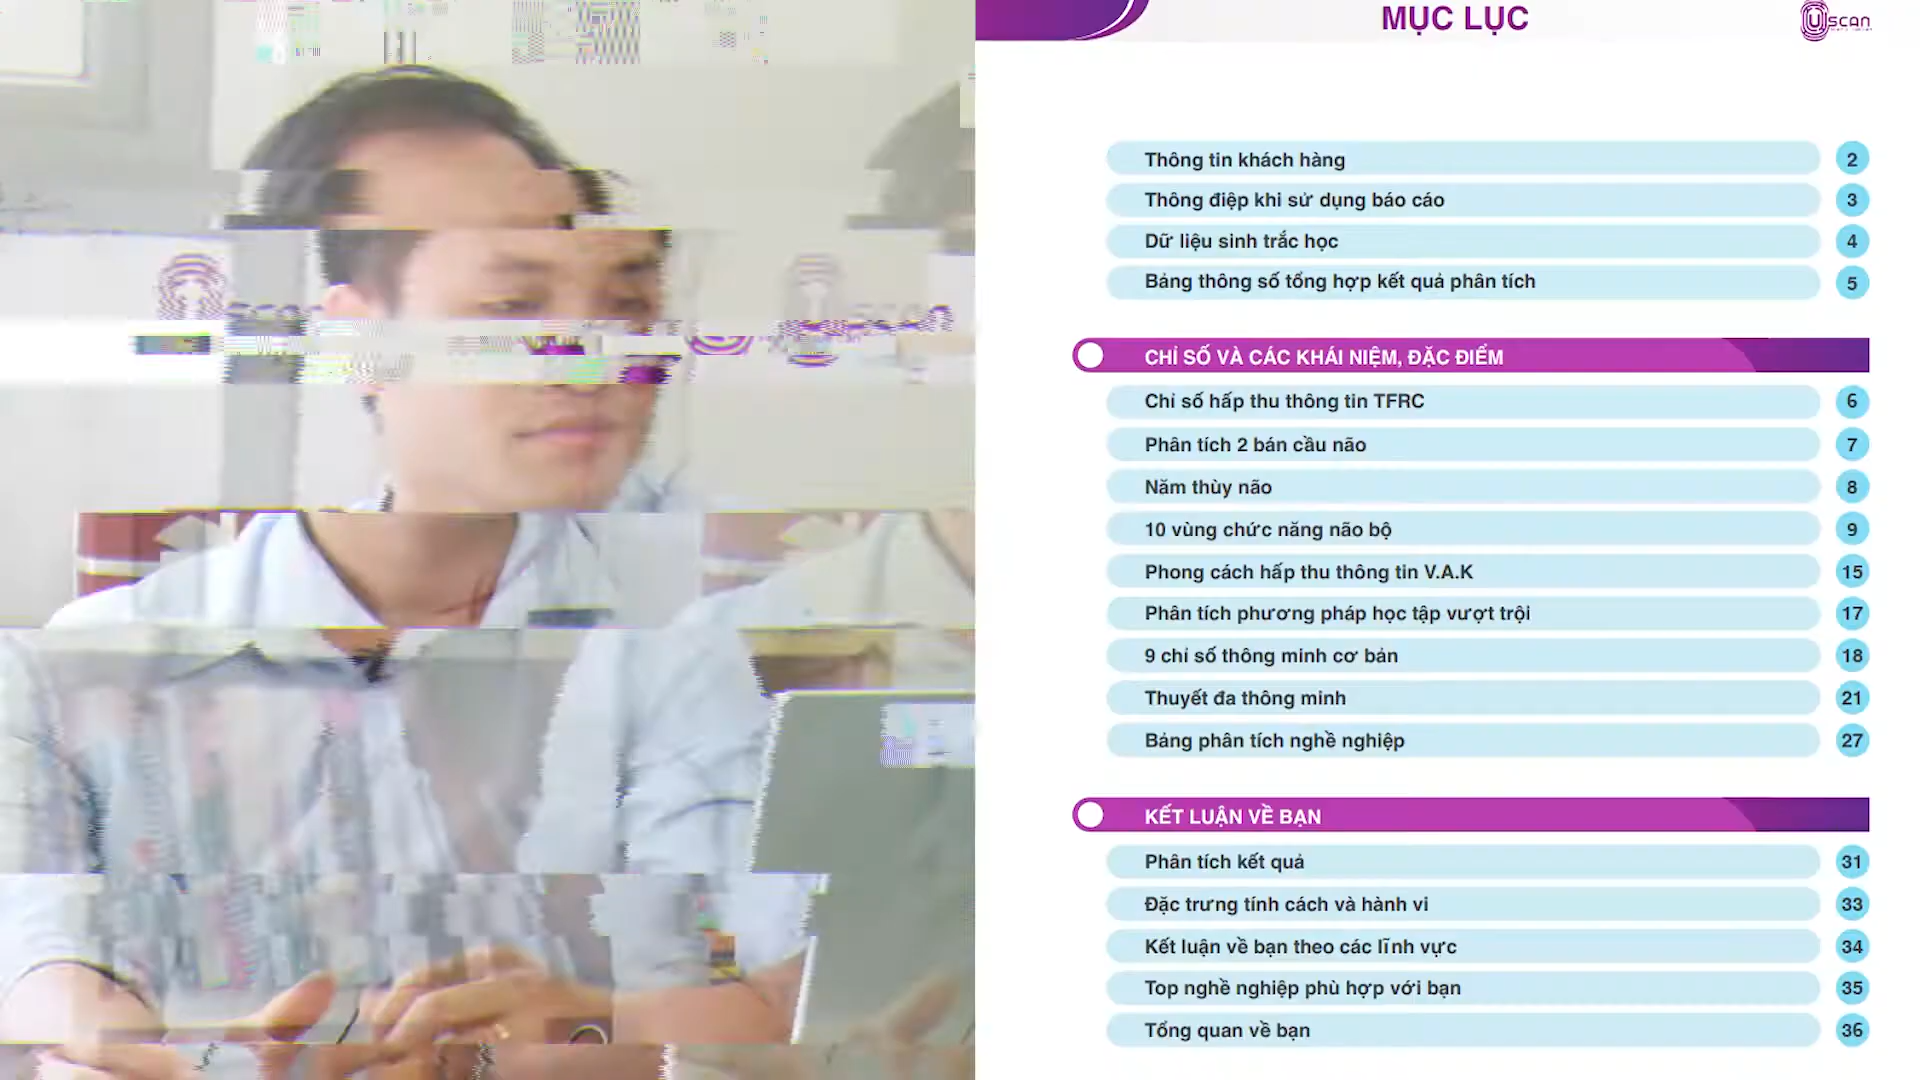 MỤC LỤC
Uscan
Thông tin khách hàng 2
Thông điệp khi sử dụng báo cáo 3
Dữ liệu sinh trắc học 4
Bảng thông số tổng hợp kết quả phân tích 5
CHỈ SỐ VÀ CÁC KHÁI NIỆM, ĐẶC ĐIỂM
Chỉ số hấp thu thông tin TFRC 6
Phân tích 2 bán cầu não 7
Năm thùy não 8
10 vùng chức năng não bộ 9
Phong cách hấp thu thông tin V.A.K 15
Phân tích phương pháp học tập vượt trội 17
9 chỉ số thông minh cơ bản 18
Thuyết đa thông minh 21
Bảng phân tích nghề nghiệp 27
KẾT LUẬN VỀ BẠN
Phân tích kết quả 31
Đặc trưng tính cách và hành vi 33
Kết luận về bạn theo các lĩnh vực 34
Top nghề nghiệp phù hợp với bạn 35
Tổng quan về bạn 36